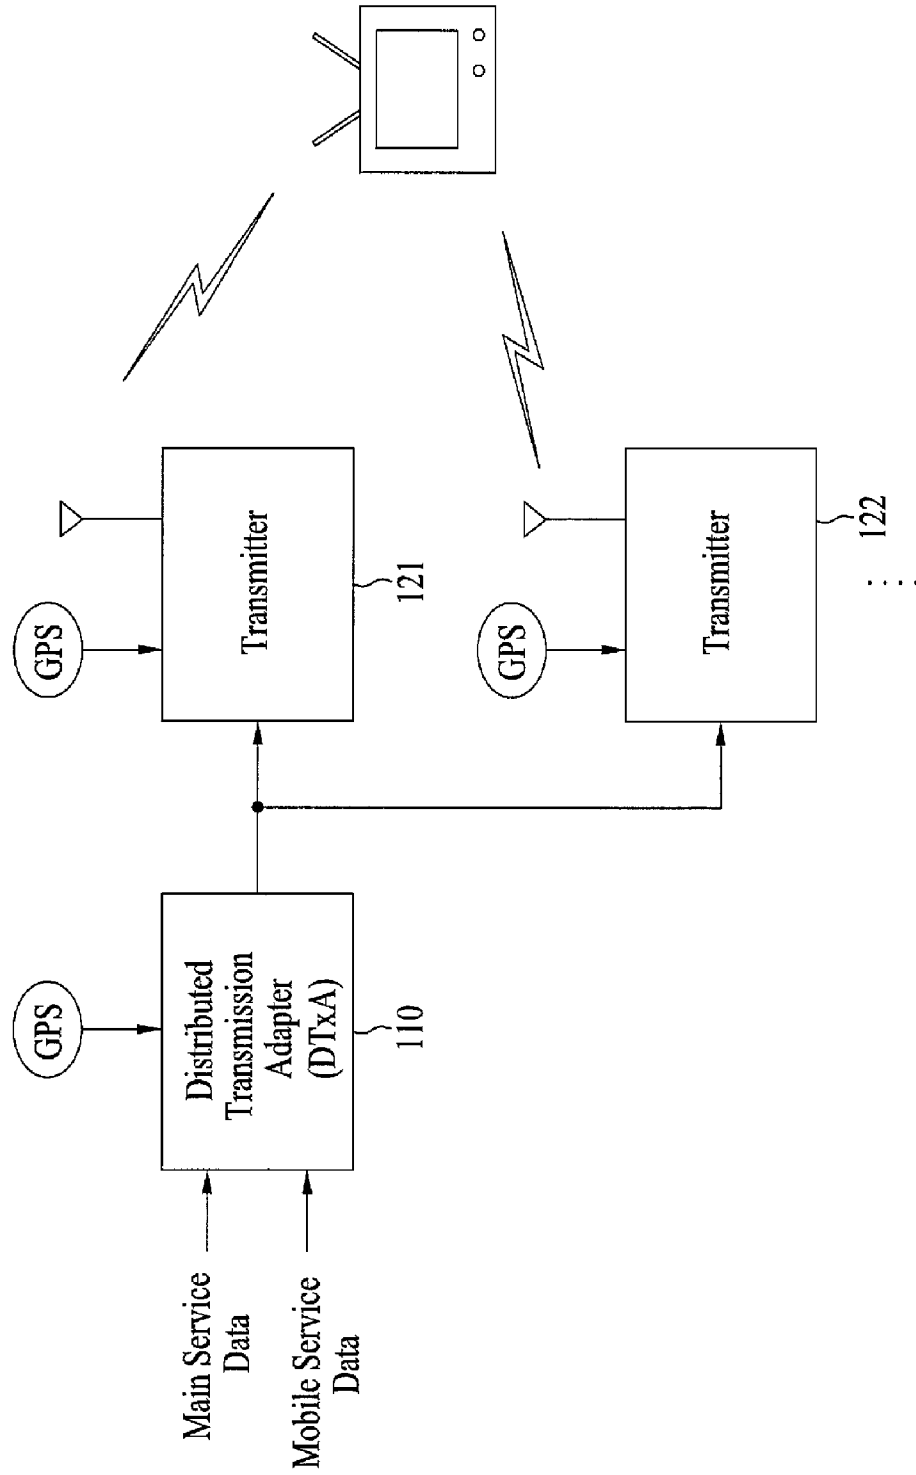 GPS
GPS
Main Service
Data
Mobile Service
Data
Distributed
Transmission
Adapter
(DTxA)
110
Transmitter
121
GPS
Transmitter
122
....